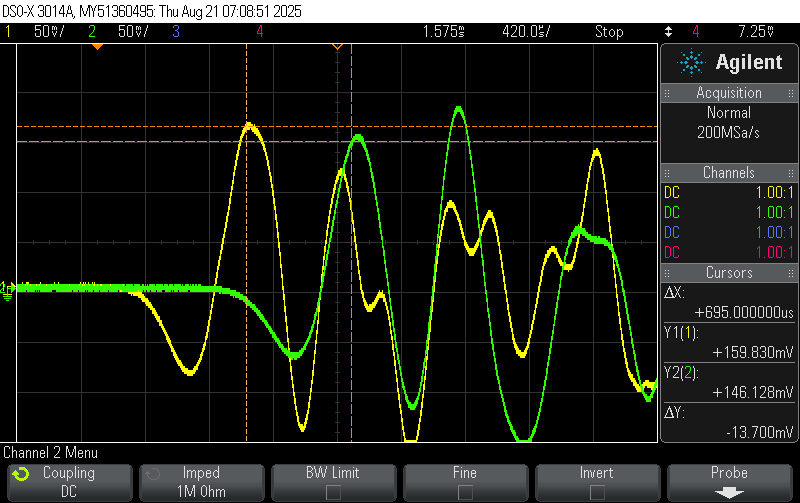 DSO-X 3014A, MY51360495: Thu Aug 21 07:08:51 2025
1 50V/ 2 50V/ 3 4 1.575s 420.0s/ Stop 4 7.25V
Agilent
Acquisition
Normal
200MSa/s
Channels
DC 1.00:1
DC 1.00:1
DC 1.00:1
DC 1.00:1
Cursors
ΔX:
+695.000000us
Y1(1):
+159.830mV
Y2(2):
+146.128mV
ΔY:
-13.700mV
Channel 2 Menu
Coupling
DC
Imped
1M Ohm
BW Limit
Fine
Invert
Probe